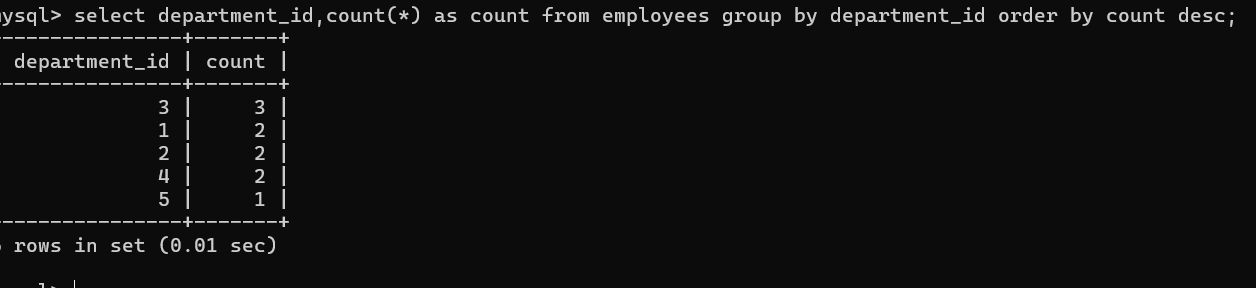 mysql> select department_id,count(*) as count from employees group by department_id order by count desc;
----------------+-------+
department_id | count |
----------------+-------+
3 | 3 |
1 | 2 |
2 | 2 |
4 | 2 |
5 | 1 |
----------------+-------+
rows in set (0.01 sec)